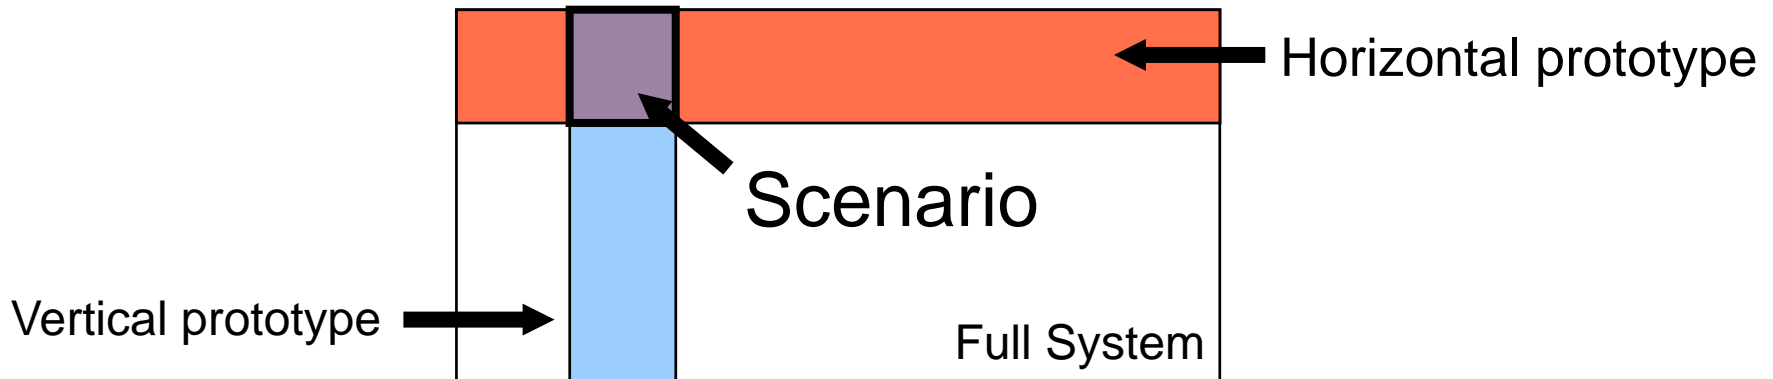 Horizontal prototype
Scenario
Vertical prototype
Full System